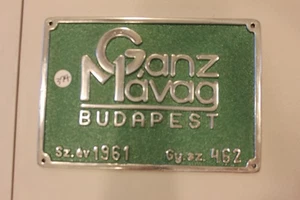 Ganz
Mávag
BUDAPEST
Sz.év 1961 Gy.sz. 462